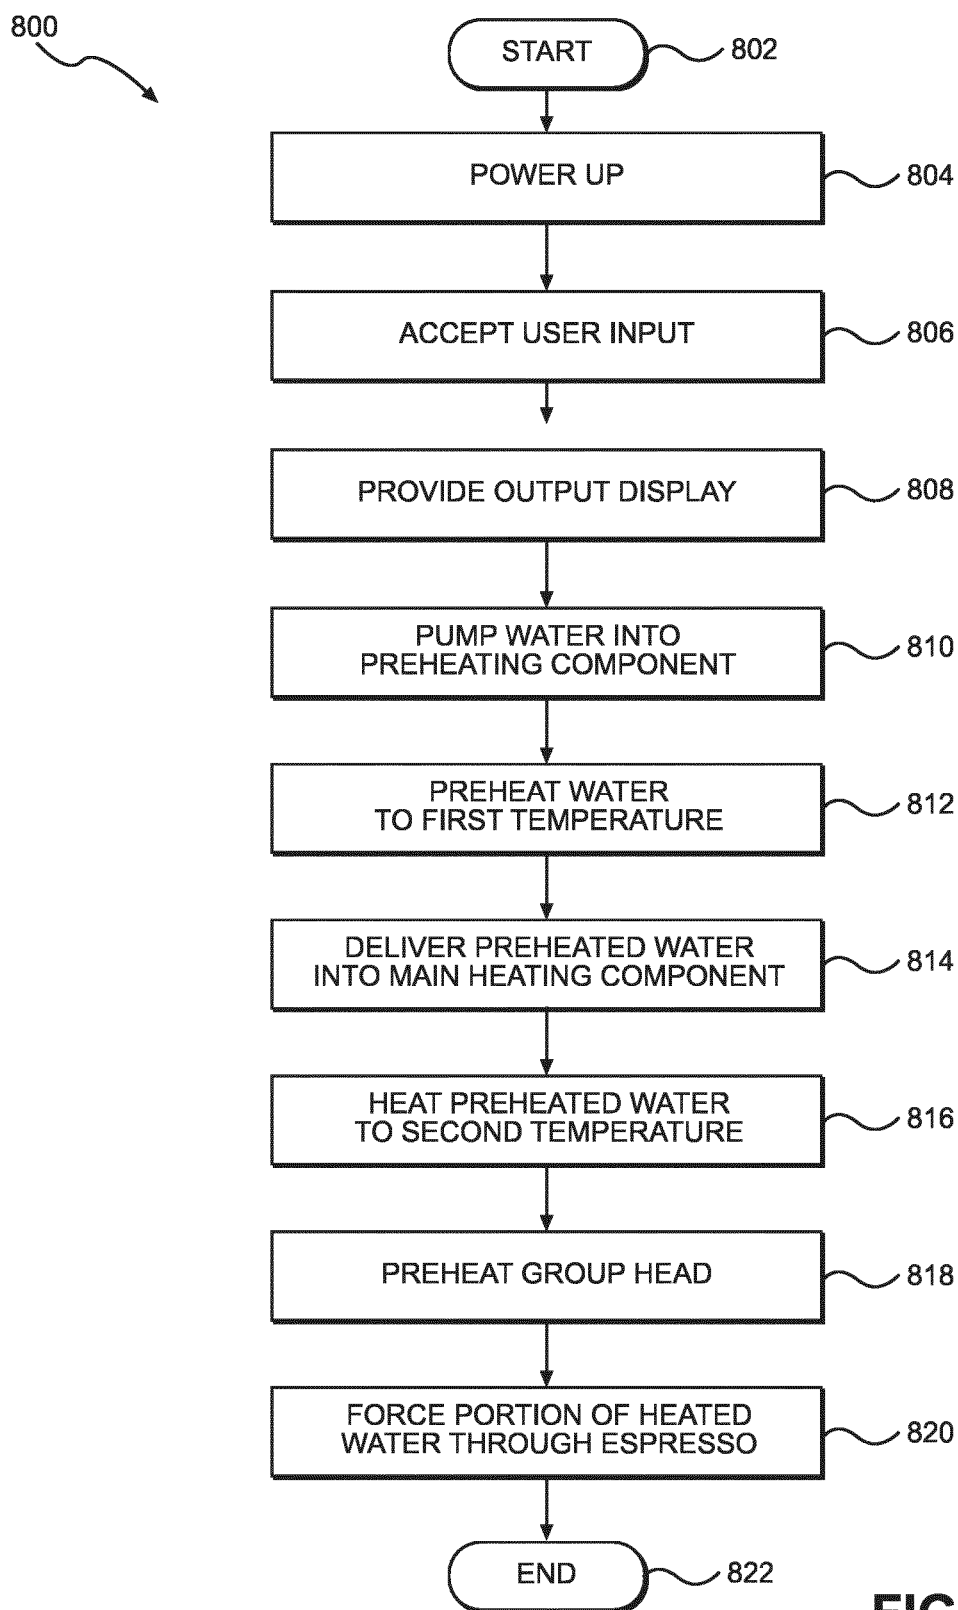 800
START
802
POWER UP
804
ACCEPT USER INPUT
806
PROVIDE OUTPUT DISPLAY
808
PUMP WATER INTO
PREHEATING COMPONENT
810
PREHEAT WATER
TO FIRST TEMPERATURE
812
DELIVER PREHEATED WATER
INTO MAIN HEATING COMPONENT
814
HEAT PREHEATED WATER
TO SECOND TEMPERATURE
816
PREHEAT GROUP HEAD
818
FORCE PORTION OF HEATED
WATER THROUGH ESPRESSO
820
END
822
FIG